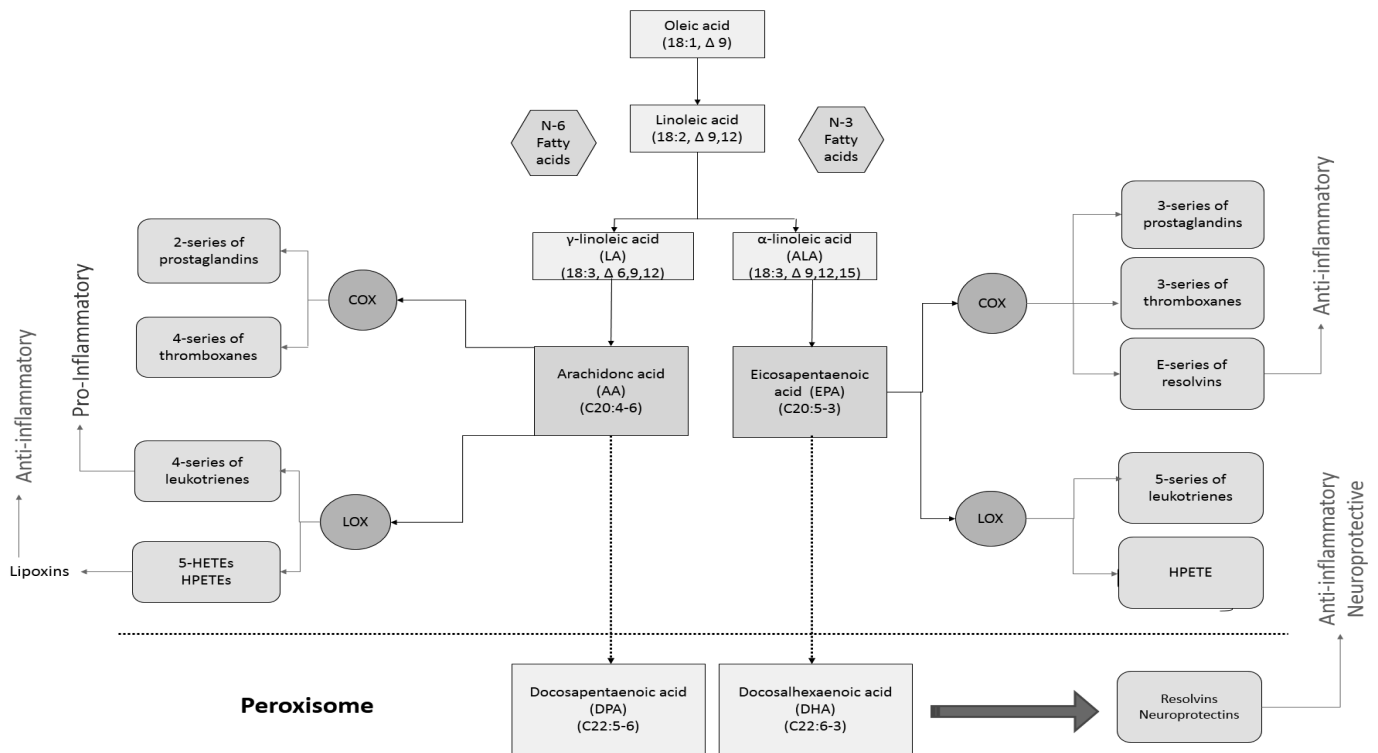 Oleic acid
(18:1, Δ 9)
N-6
Fatty
acids
Linoleic acid
(18:2, Δ 9,12)
N-3
Fatty
acids
2-series of
prostaglandins
4-series of
thromboxanes
COX
γ-linoleic acid
(LA)
(18:3, Δ 6,9,12)
α-linoleic acid
(ALA)
(18:3, Δ 9,12,15)
COX
3-series of
prostaglandins
3-series of
thromboxanes
E-series of
resolvins
Anti-inflammatory
Anti-inflammatory
Pro-Inflammatory
Arachidonc acid
(AA)
(C20:4-6)
Eicosapentaenoic
acid (EPA)
(C20:5-3)
4-series of
leukotrienes
LOX
Lipoxins
5-HETEs
HPETEs
LOX
5-series of
leukotrienes
HPETE
Anti-inflammatory
Neuroprotective
Peroxisome
Docosapentaenoic acid
(DPA)
(C22:5-6)
Docosalhexaenoic acid
(DHA)
(C22:6-3)
Resolvins
Neuroprotectins